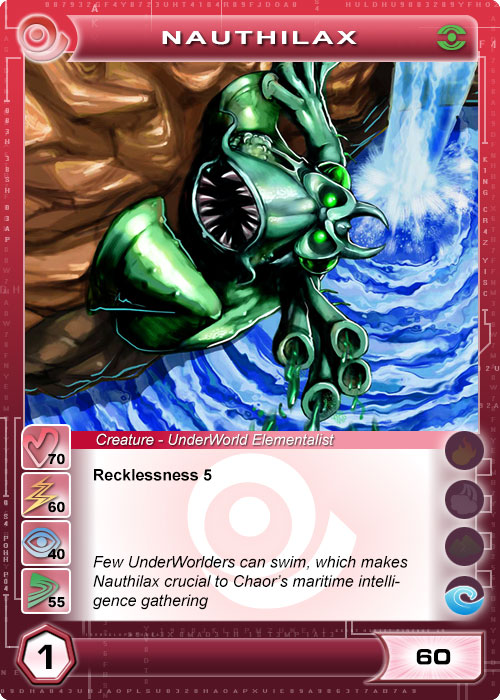 NAUTHILAX
Creature - UnderWorld Elementalist
70
Recklessness 5
60
40
Few UnderWorlders can swim, which makes
Nauthilax crucial to Chaor's maritime intelli-
gence gathering
55
1
60